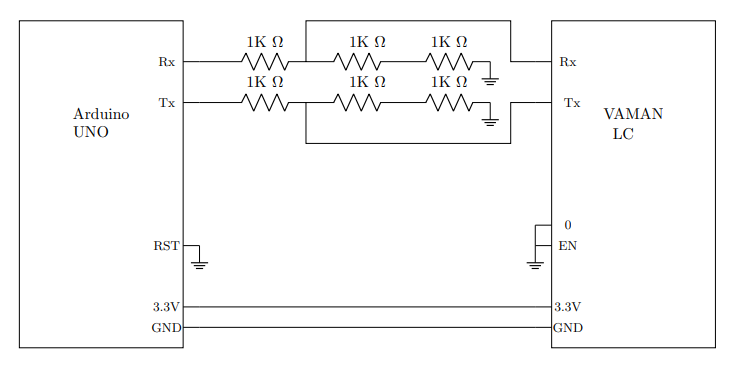 1K Ω 1K Ω 1K Ω
Rx Rx
1K Ω 1K Ω 1K Ω
Tx Tx
Arduino
UNO
VAMAN
LC
0
RST EN
3.3V 3.3V
GND GND